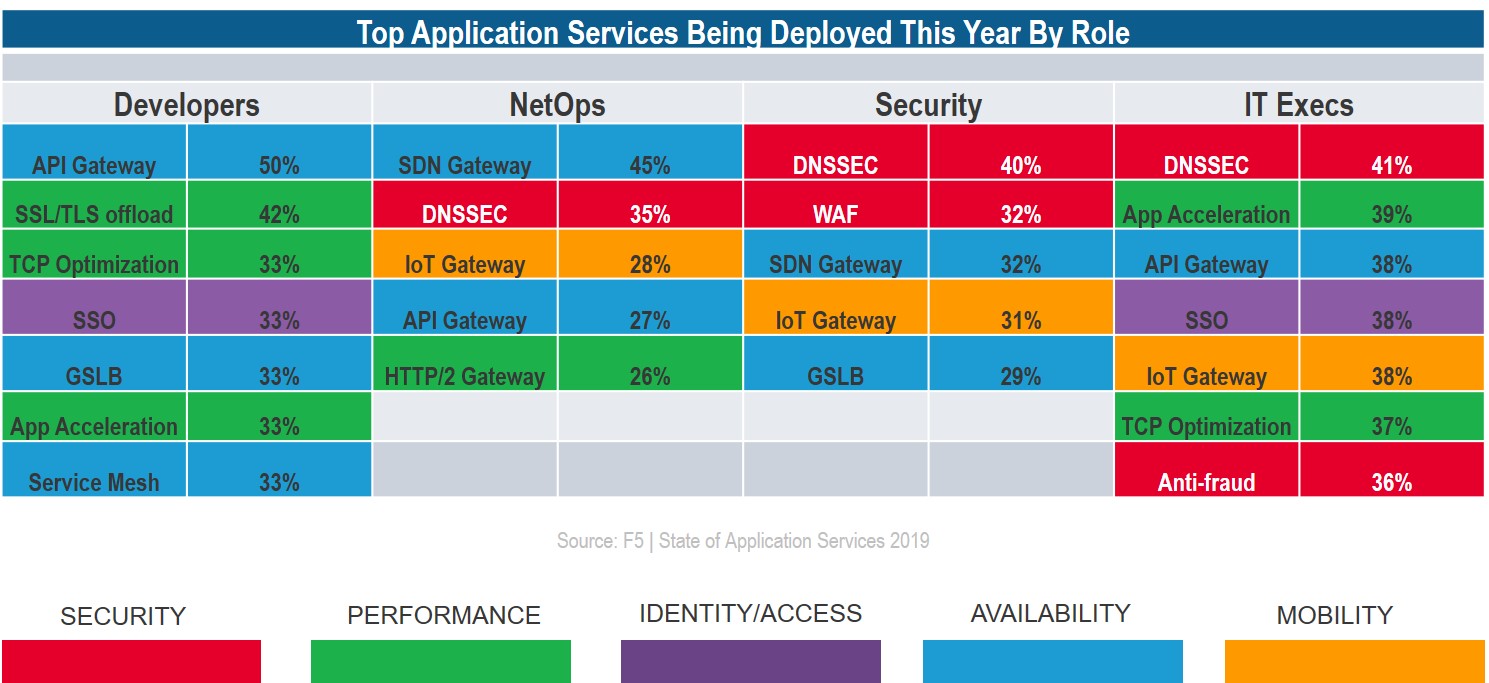 Top Application Services Being Deployed This Year By Role
Developers NetOps Security IT Execs
API Gateway 50% SDN Gateway 45% DNSSEC 40% DNSSEC 41%
SSL/TLS offload 42% DNSSEC 35% WAF 32% App Acceleration 39%
TCP Optimization 33% IoT Gateway 28% SDN Gateway 32% API Gateway 38%
SSO 33% API Gateway 27% IoT Gateway 31% SSO 38%
GSLB 33% HTTP/2 Gateway 26% GSLB 29% IoT Gateway 38%
App Acceleration 33% TCP Optimization 37%
Service Mesh 33% Anti-fraud 36%
Source: F5 | State of Application Services 2019
SECURITY PERFORMANCE IDENTITY/ACCESS AVAILABILITY MOBILITY